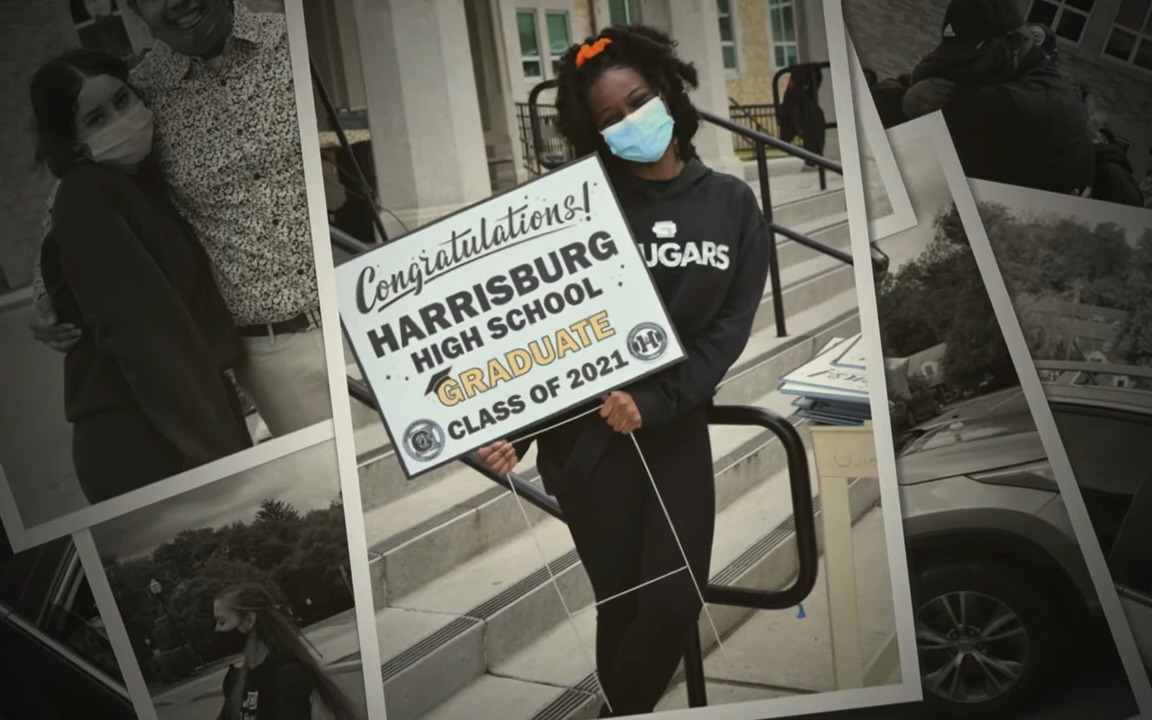 Congratulations!
HARRISBURG
HIGH SCHOOL
GRADUATE
CLASS OF 2021
H
UGARS